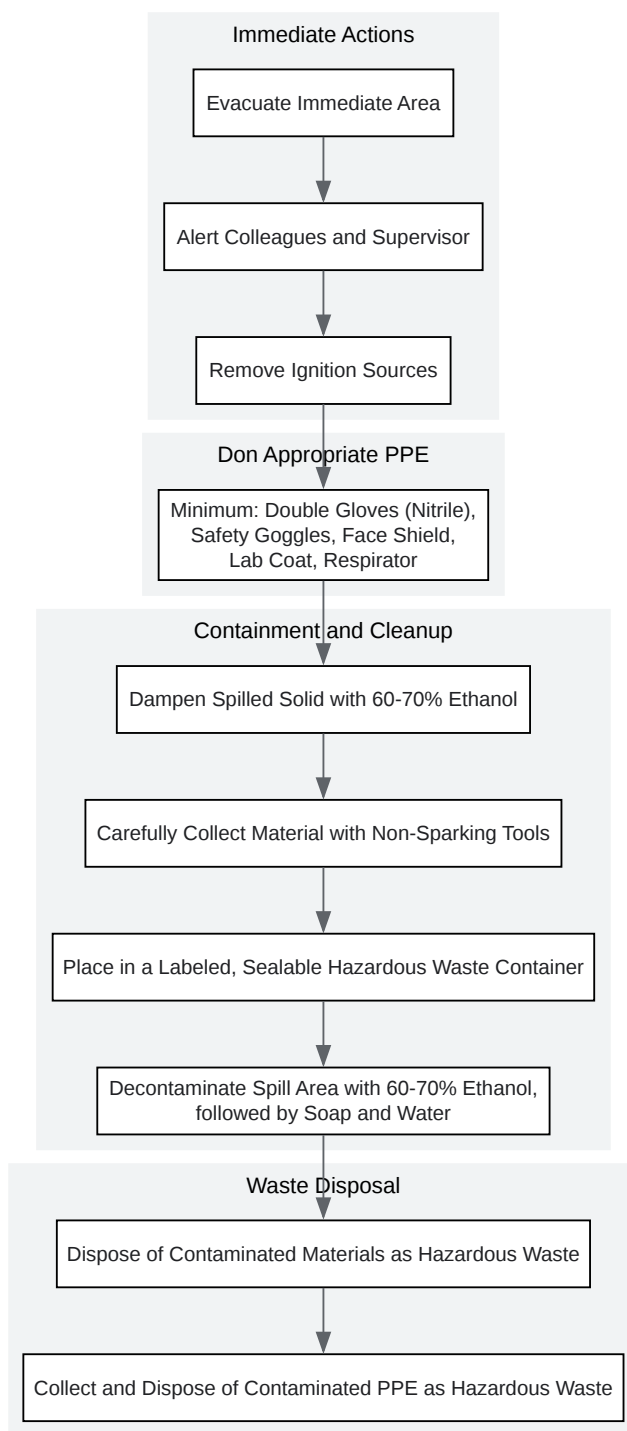 Immediate Actions
Evacuate Immediate Area
Alert Colleagues and Supervisor
Remove Ignition Sources
Don Appropriate PPE
Minimum: Double Gloves (Nitrile),
Safety Goggles, Face Shield,
Lab Coat, Respirator
Containment and Cleanup
Dampen Spilled Solid with 60-70% Ethanol
Carefully Collect Material with Non-Sparking Tools
Place in a Labeled, Sealable Hazardous Waste Container
Decontaminate Spill Area with 60-70% Ethanol,
followed by Soap and Water
Waste Disposal
Dispose of Contaminated Materials as Hazardous Waste
Collect and Dispose of Contaminated PPE as Hazardous Waste